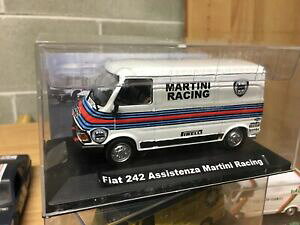 MARTINI
RACING
PIRELLI
Fiat 242 Assistenza Martini Racing